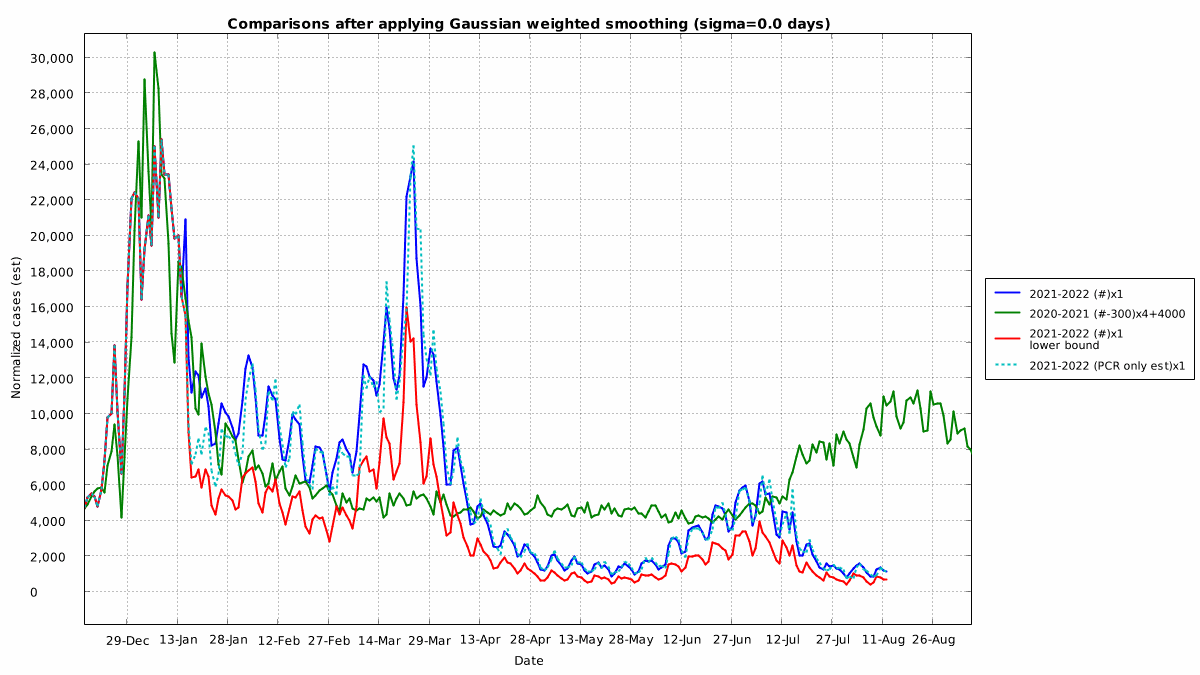 Comparisons after applying Gaussian weighted smoothing (sigma=0.0 days)
30,000
28,000
26,000
24,000
22,000
20,000
18,000
16,000
14,000
12,000
10,000
8,000
6,000
4,000
2,000
0
Normalized cases (est)
29-Dec 13-Jan 28-Jan 12-Feb 27-Feb 14-Mar 29-Mar 13-Apr 28-Apr 13-May 28-May 12-Jun 27-Jun 12-Jul 27-Jul 11-Aug 26-Aug
Date
2021-2022 (#)x1
2020-2021 (#-300)x4+4000
2021-2022 (#)x1
lower bound
2021-2022 (PCR only est)x1